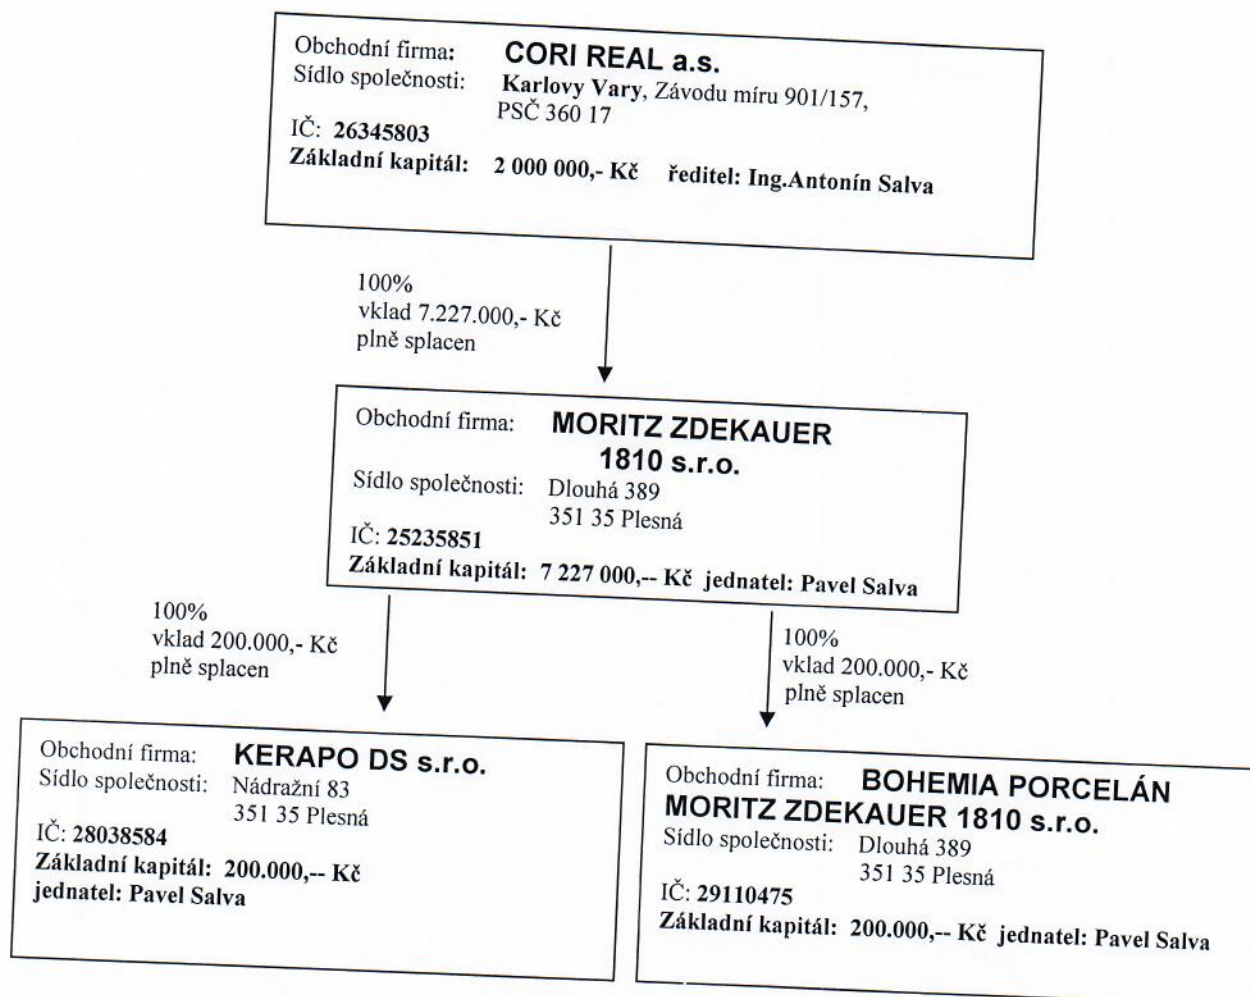 Obchodní firma: CORI REAL a.s.
Sídlo společnosti: Karlovy Vary, Závodu míru 901/157,
PSČ 360 17
IČ: 26345803
Základní kapitál: 2 000 000,- Kč ředitel: Ing.Antonín Salva
100%
vklad 7.227.000,- Kč
plně splacen
Obchodní firma: MORITZ ZDEKAUER
1810 s.r.o.
Sídlo společnosti: Dlouhá 389
351 35 Plesná
IČ: 25235851
Základní kapitál: 7 227 000,-- Kč jednatel: Pavel Salva
100%
vklad 200.000,- Kč
plně splacen
100%
vklad 200.000,- Kč
plně splacen
Obchodní firma: KERAPO DS s.r.o.
Sídlo společnosti: Nádražní 83
351 35 Plesná
IČ: 28038584
Základní kapitál: 200.000,-- Kč
jednatel: Pavel Salva
Obchodní firma: BOHEMIA PORCELÁN
MORITZ ZDEKAUER 1810 s.r.o.
Sídlo společnosti: Dlouhá 389
351 35 Plesná
IČ: 29110475
Základní kapitál: 200.000,-- Kč jednatel: Pavel Salva